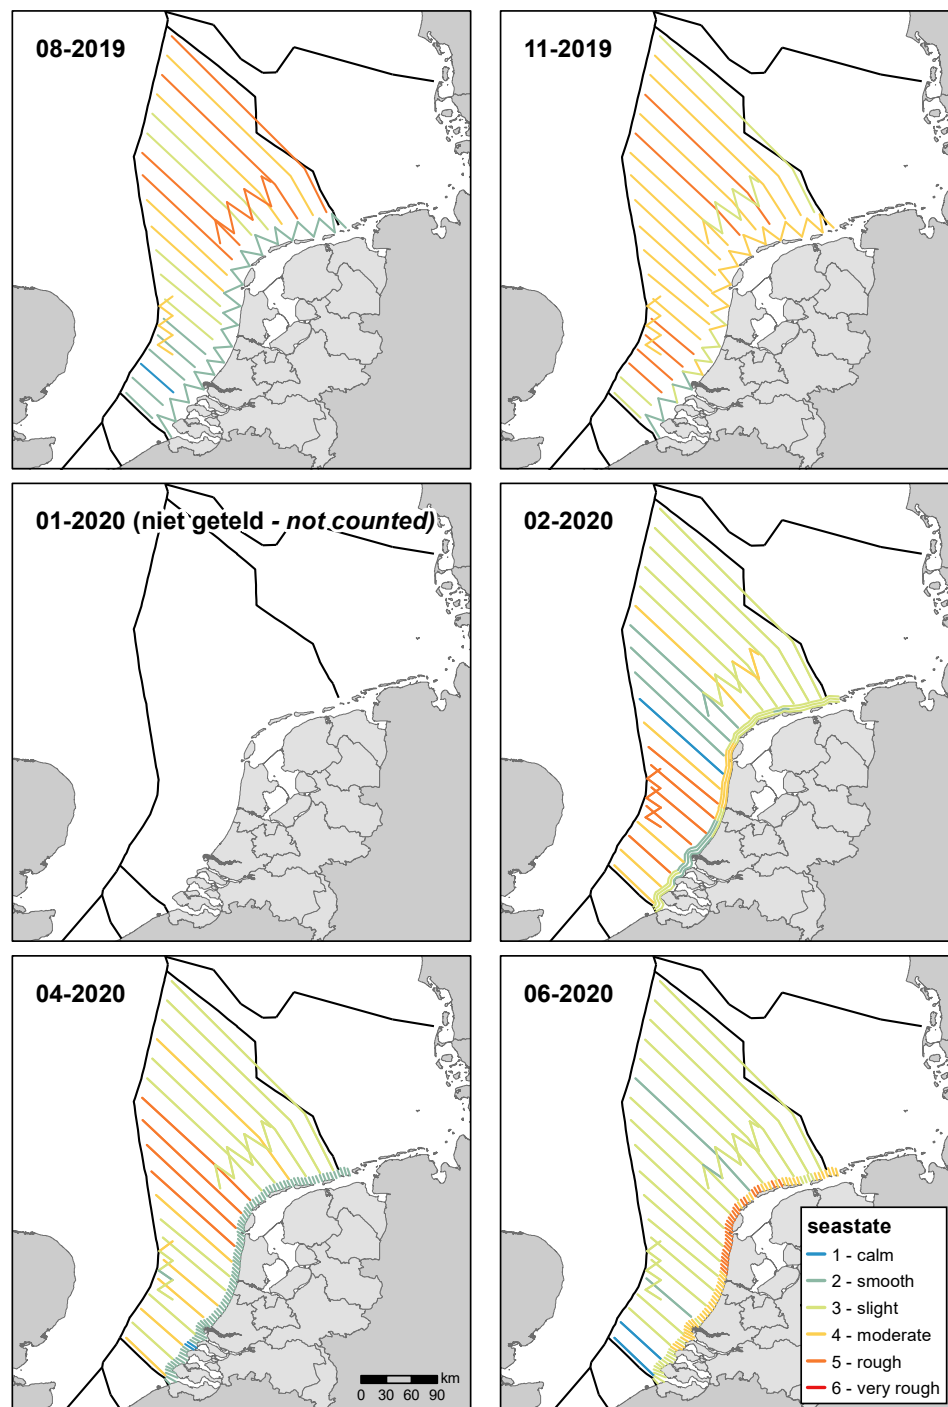 08-2019
11-2019
01-2020 (niet geteld - not counted)
02-2020
04-2020
06-2020
seastate
1 - calm
2 - smooth
3 - slight
4 - moderate
5 - rough
6 - very rough
km
0 30 60 90